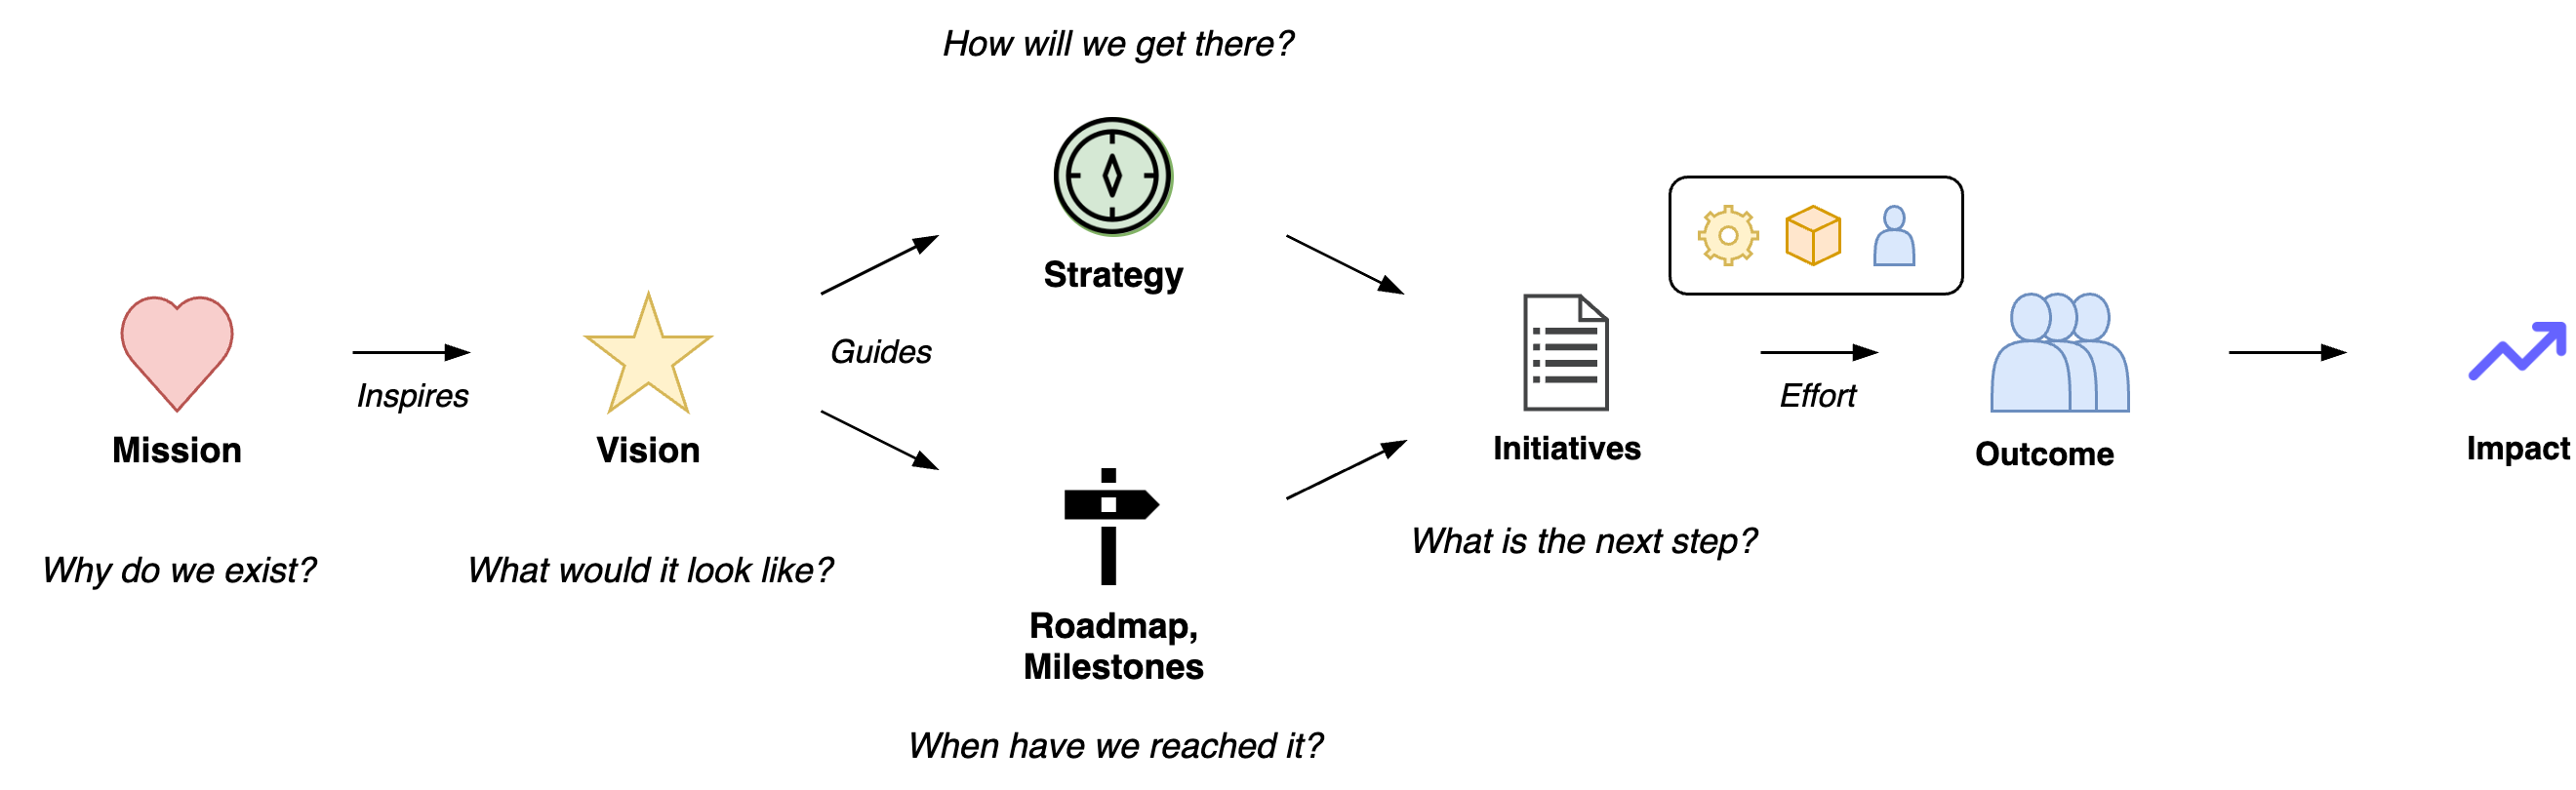 How will we get there?
Strategy
Guides
Inspires
Effort
Mission
Vision
Initiatives
Outcome
Impact
Why do we exist?
What would it look like?
What is the next step?
Roadmap,
Milestones
When have we reached it?